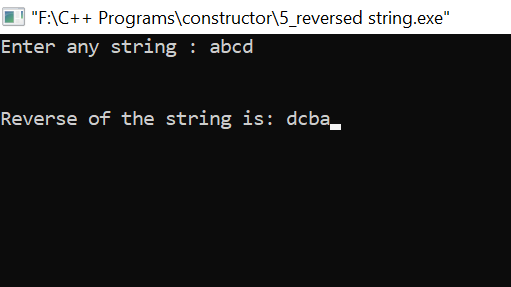 "F:\C++ Programs\constructor\5_reversed string.exe"
Enter any string : abcd
Reverse of the string is: dcba